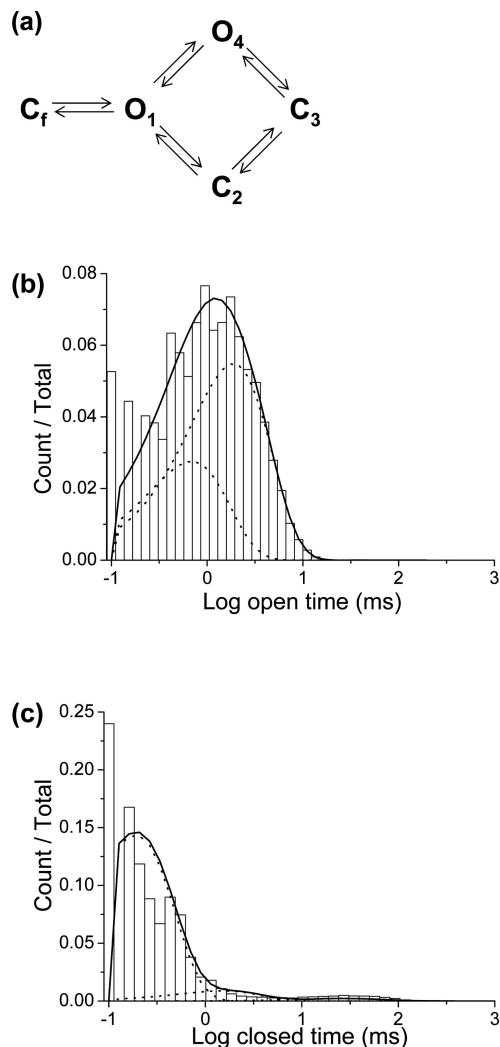 (a)
O4
Cf O1 C3
C2
(b)
0.08
0.06
0.04
0.02
0.00
Count / Total
-1 0 1 2 3
Log open time (ms)
(c)
0.25
0.20
0.15
0.10
0.05
0.00
Count / Total
-1 0 1 2 3
Log closed time (ms)